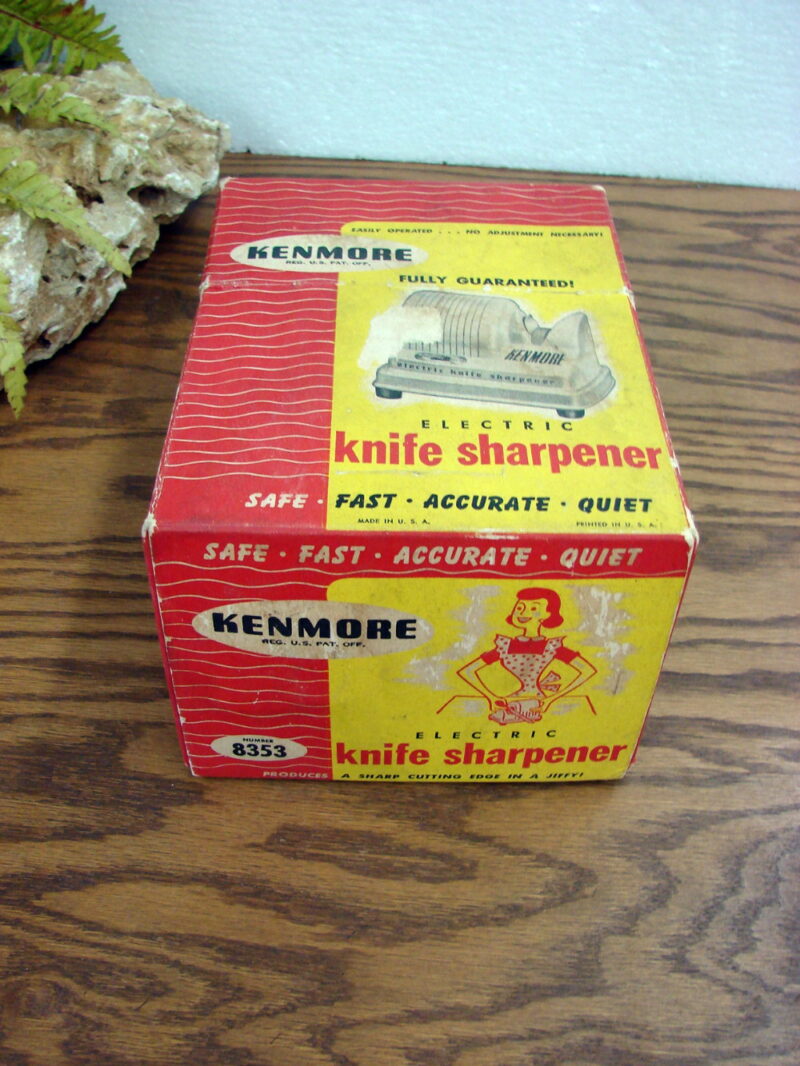 EASILY OPERATED . . . NO ADJUSTMENT NECESSARY!
KENMORE
REG. U.S. PAT. OFF.
FULLY GUARANTEED!
KENMORE
electric knife sharpener
ELECTRIC
knife sharpener
SAFE · FAST · ACCURATE · QUIET
MADE IN U. S. A.
PRINTED IN U. S. A.
SAFE · FAST · ACCURATE · QUIET
KENMORE
REG. U.S. PAT. OFF.
ELECTRIC
NUMBER
8353
knife sharpener
PRODUCES A SHARP CUTTING EDGE IN A JIFFY!